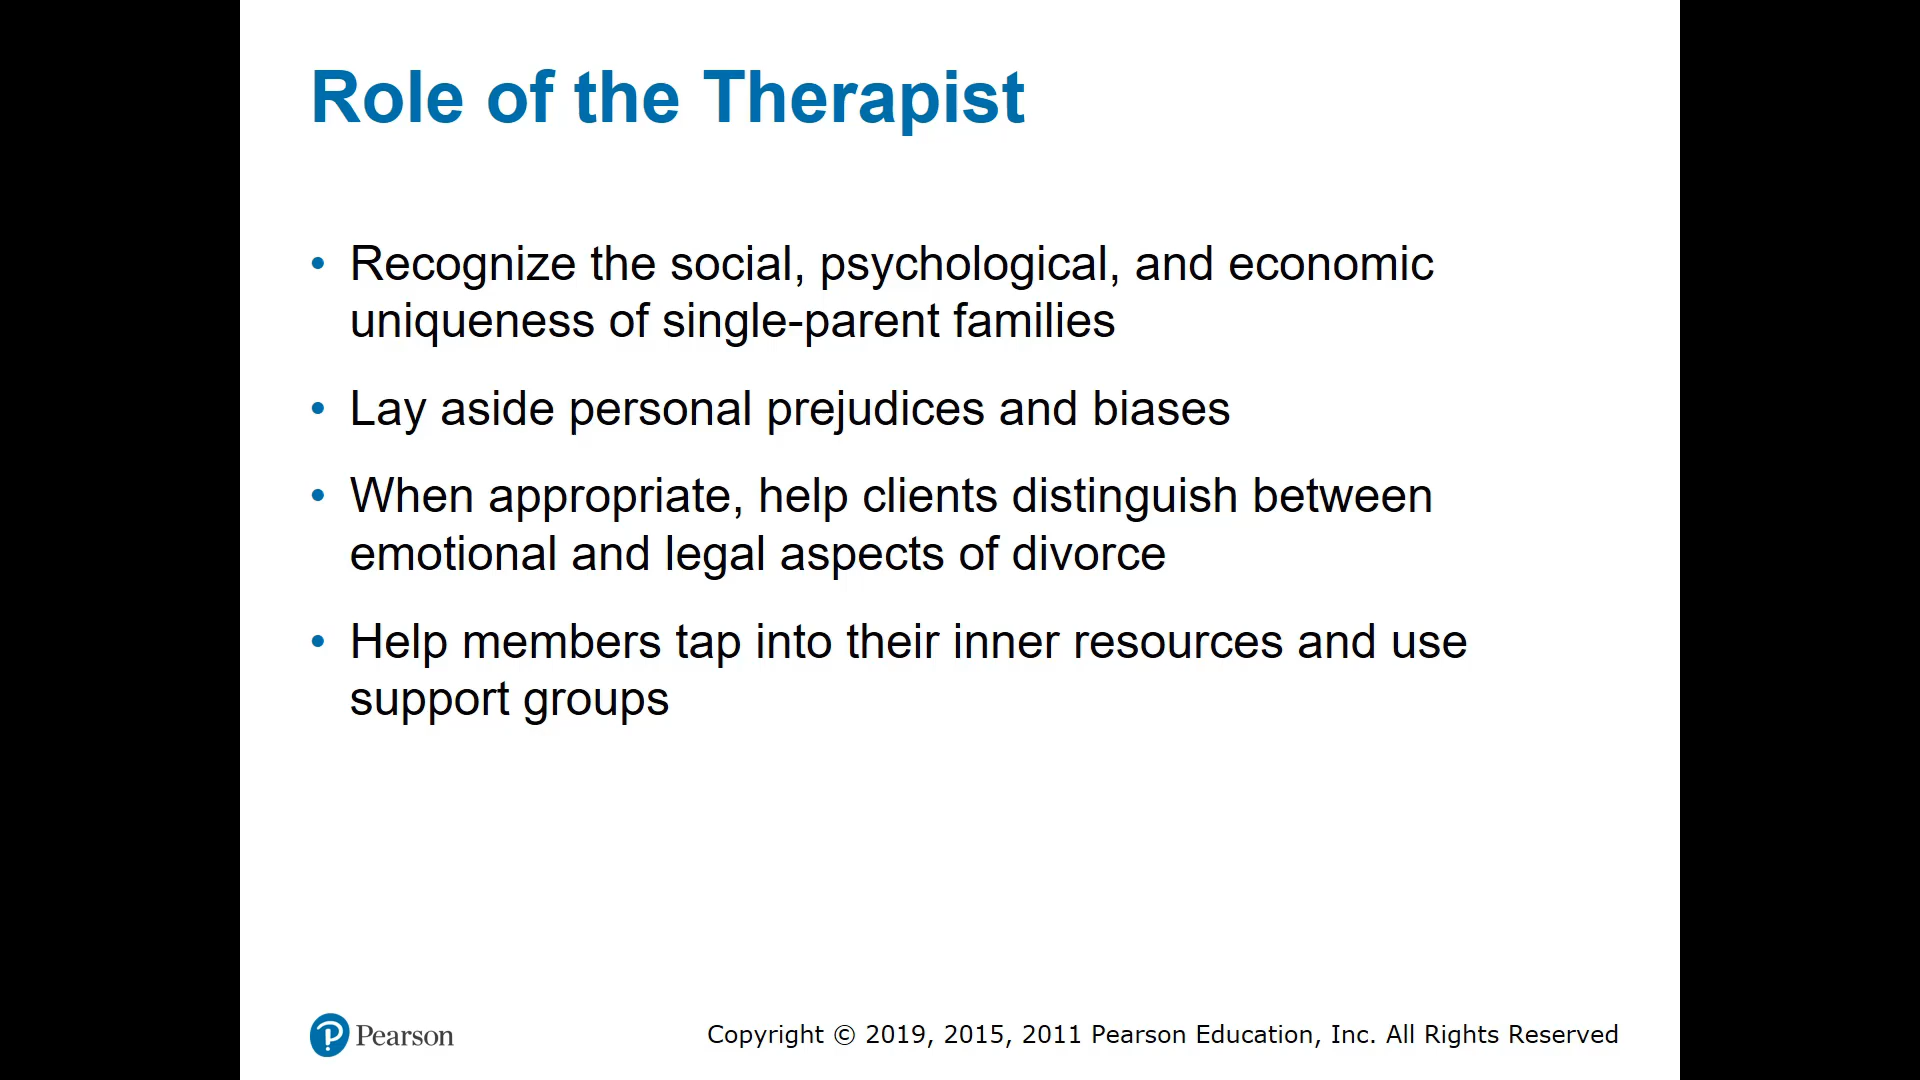 Role of the Therapist
• Recognize the social, psychological, and economic
uniqueness of single-parent families
• Lay aside personal prejudices and biases
• When appropriate, help clients distinguish between
emotional and legal aspects of divorce
• Help members tap into their inner resources and use
support groups
Pearson
Copyright © 2019, 2015, 2011 Pearson Education, Inc. All Rights Reserved